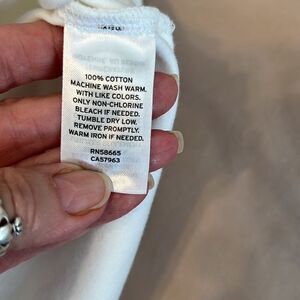 100% COTTON
MACHINE WASH WARM.
WITH LIKE COLORS.
ONLY NON-CHLORINE
BLEACH IF NEEDED.
TUMBLE DRY LOW.
REMOVE PROMPTLY.
WARM IRON IF NEEDED.
RN58665
CA57963